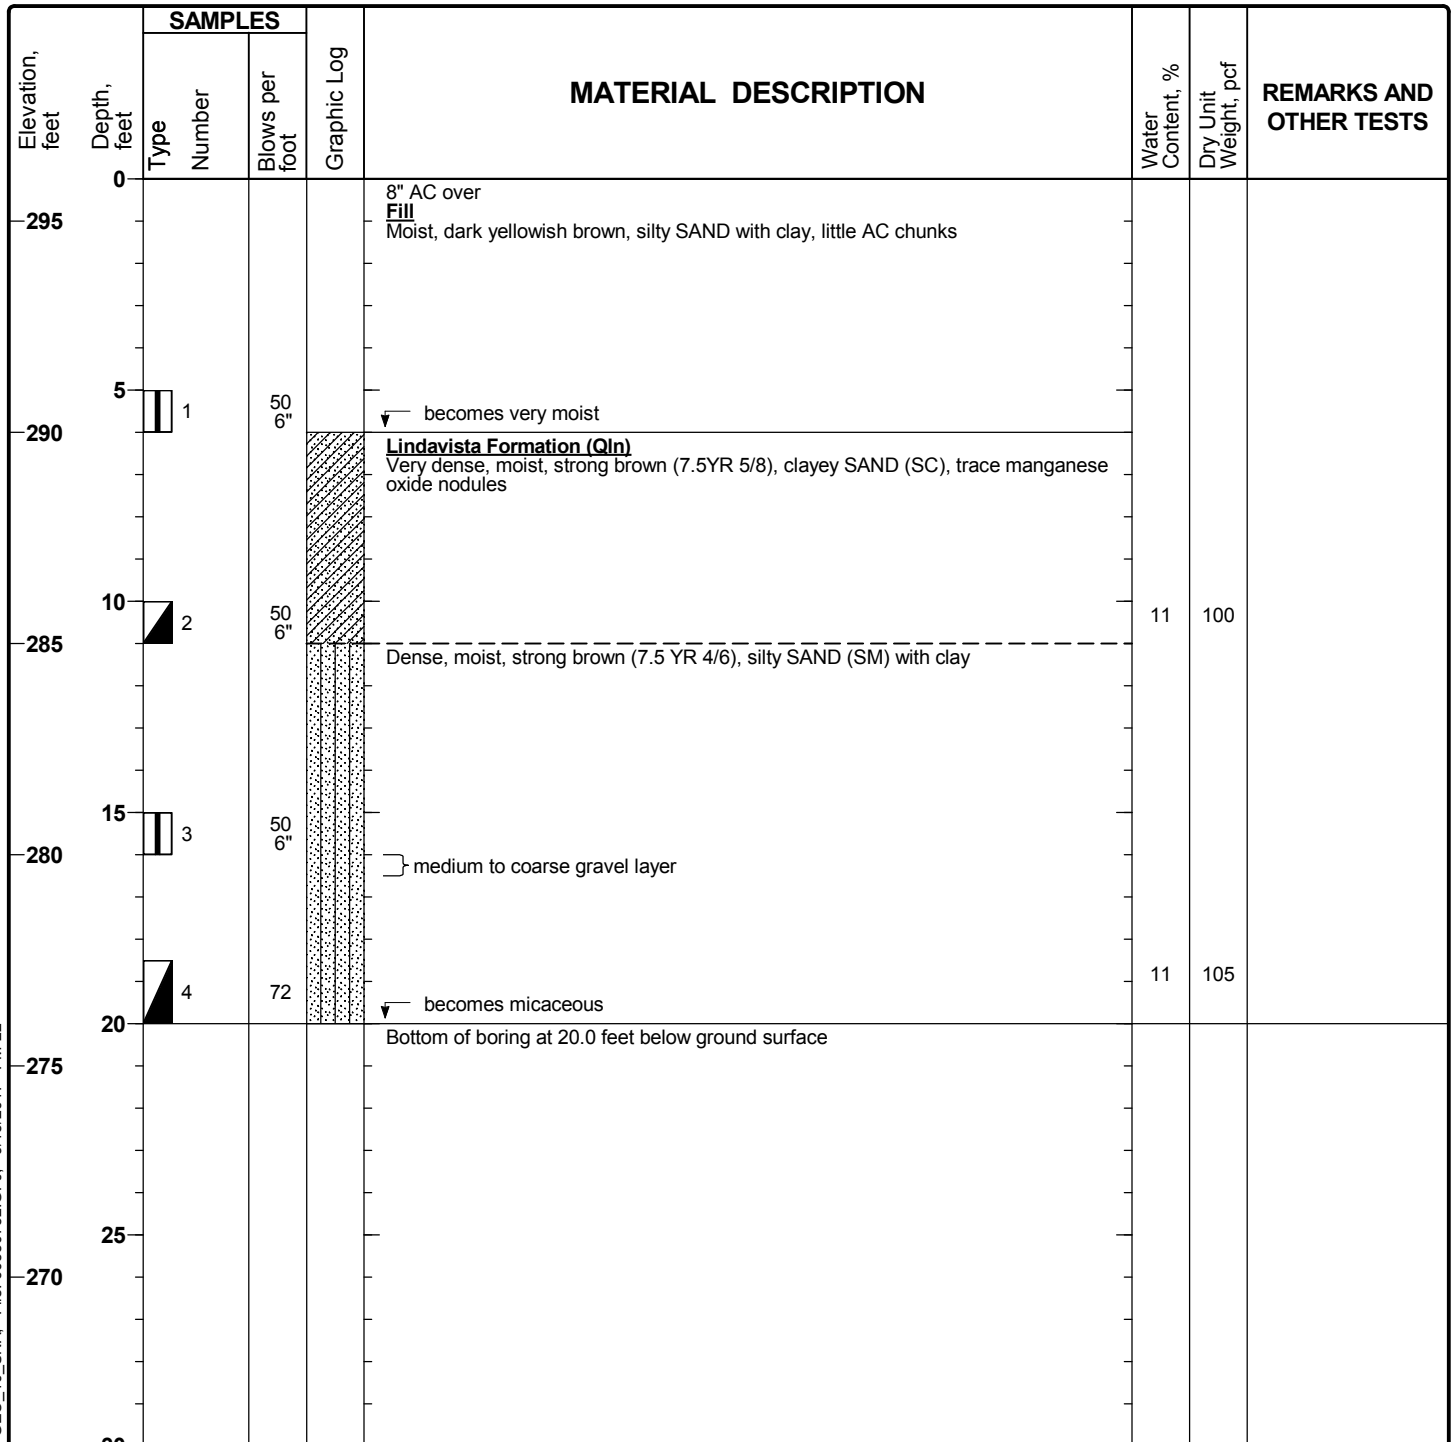 SAMPLES
Elevation,
feet
Depth,
feet
Type
Number
Blows per
foot
Graphic Log
MATERIAL DESCRIPTION
Water
Content, %
Dry Unit
Weight, pcf
REMARKS AND
OTHER TESTS
0
8" AC over
295
Fill
Moist, dark yellowish brown, silty SAND with clay, little AC chunks
5
1
50
6"
becomes very moist
290
Lindavista Formation (Qln)
Very dense, moist, strong brown (7.5YR 5/8), clayey SAND (SC), trace manganese
oxide nodules
10
2
50
6"
11
100
285
Dense, moist, strong brown (7.5 YR 4/6), silty SAND (SM) with clay
15
3
50
6"
280
medium to coarse gravel layer
4
72
11
105
becomes micaceous
20
Bottom of boring at 20.0 feet below ground surface
275
25
270